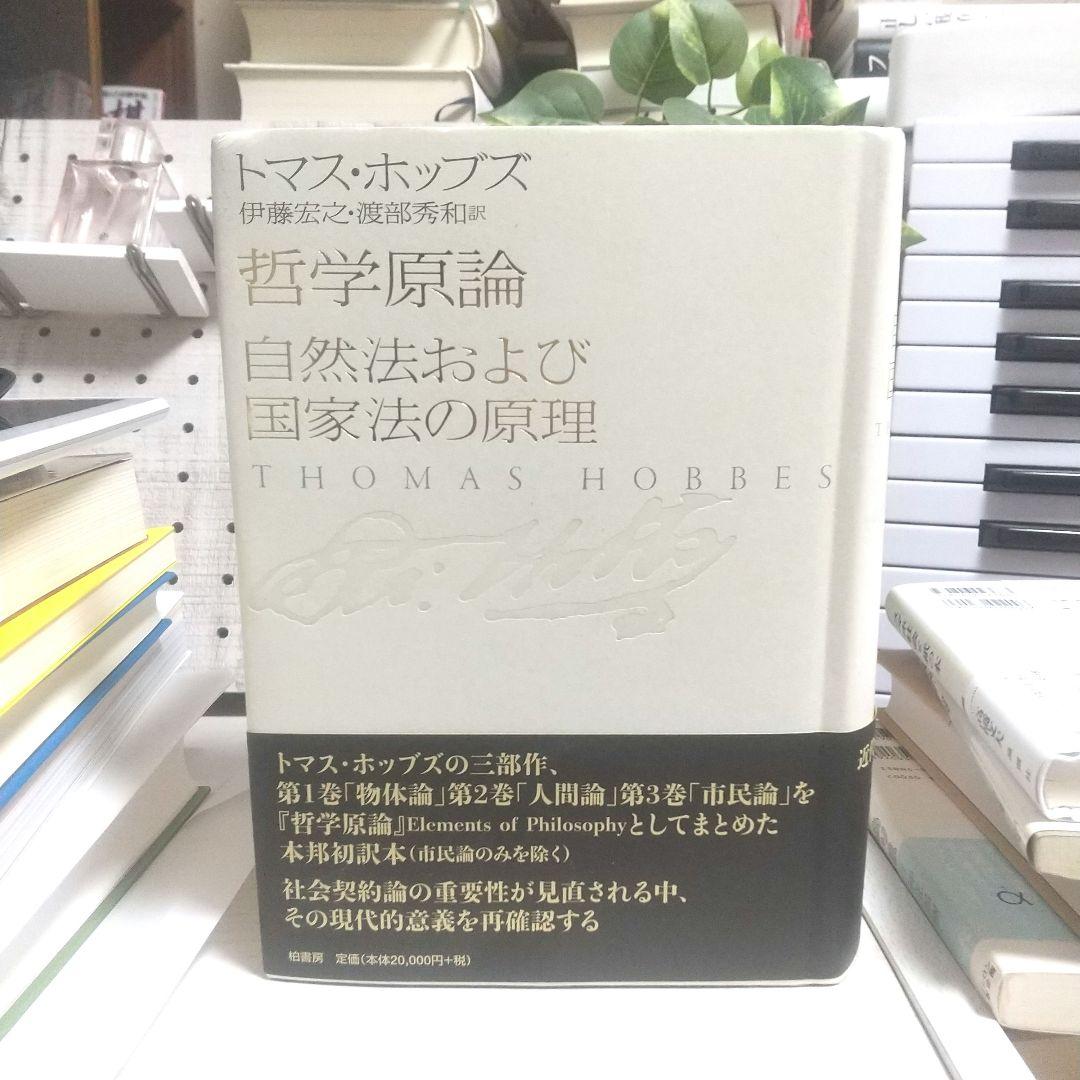 トマス・ホッブズ
伊藤宏之・渡部秀和訳
哲学原論
自然法および
国家法の原理
THOMAS HOBBES
トマス・ホッブズの三部作、
第1巻「物体論」第2巻「人間論」第3巻「市民論」を
『哲学原論』Elements of Philosophyとしてまとめた
本邦初訳本（市民論のみを除く）
社会契約論の重要性が見直される中、
その現代的意義を再確認する
柏書房 定価（本体20,000円+税）